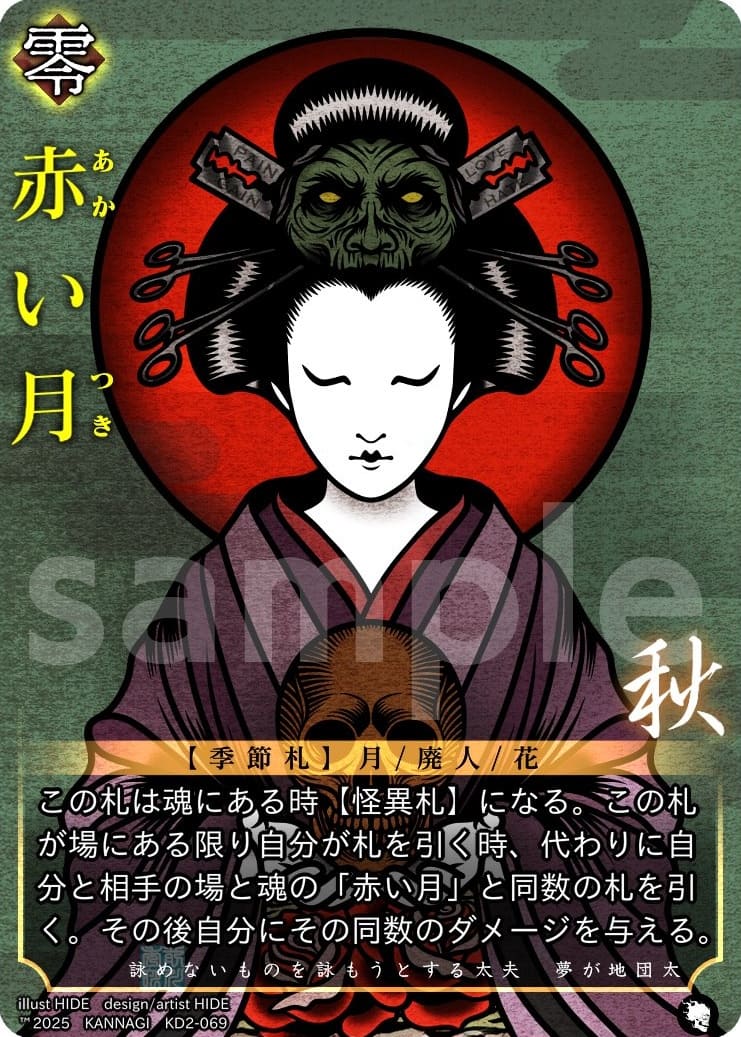 零
赤い月
あか
つき
PAIN
LOVE
sample
秋
【季節札】月/廃人/花
この札は魂にある時【怪異札】になる。この札
が場にある限り自分が札を引く時、代わりに自
分と相手の場と魂の「赤い月」と同数の札を引
く。その後自分にその同数のダメージを与える。
詠めないものを詠もうとする太夫　夢が地団太
illust HIDE　design/artist HIDE
™2025　KANNAGI　KD2-069